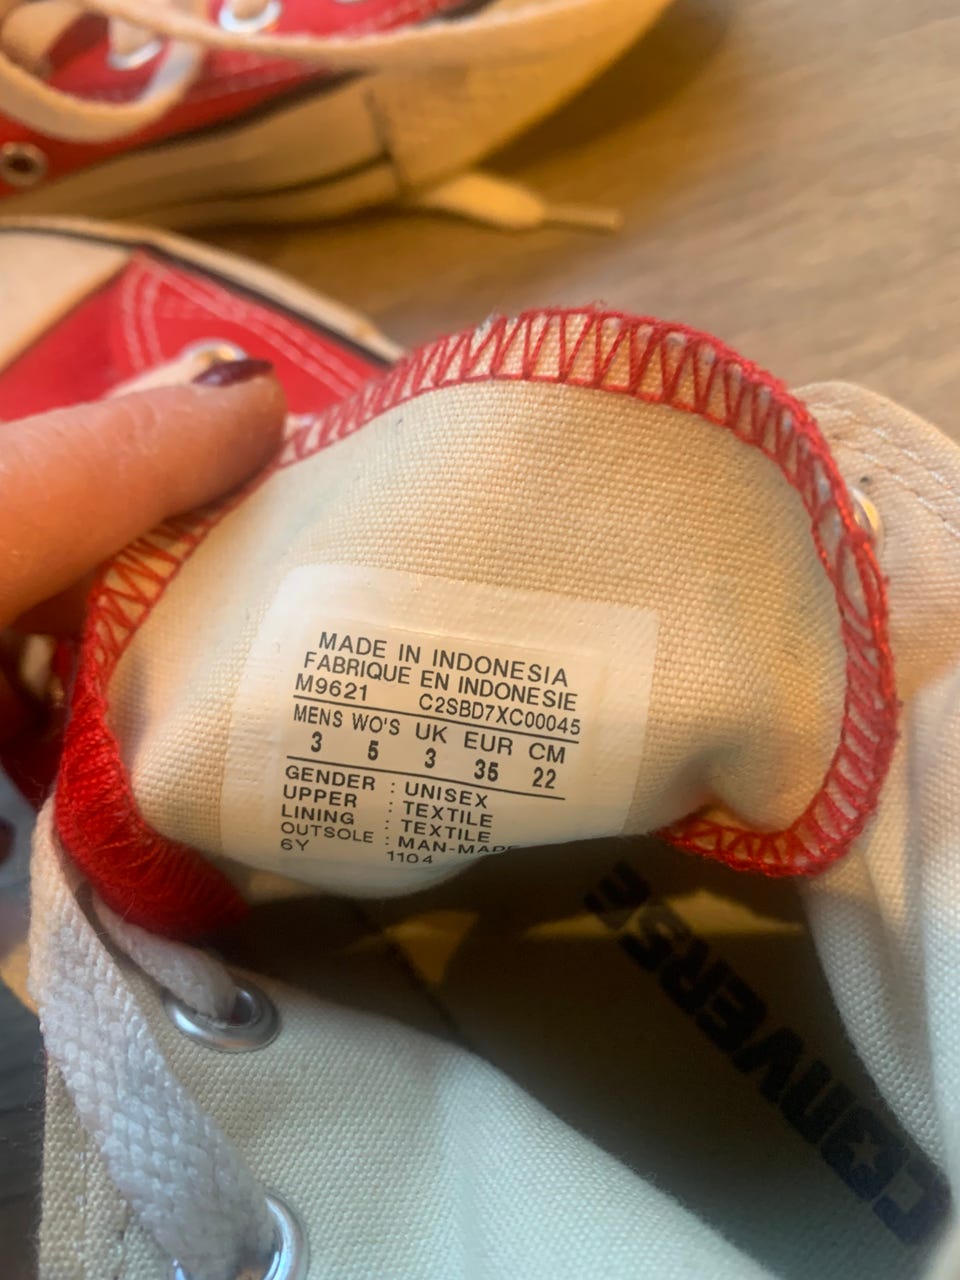 MADE IN INDONESIA
FABRIQUE EN INDONESIE
M9621 C2SBD7XC00045
MENS WO'S UK EUR CM
3 5 3 35 22
GENDER : UNISEX
UPPER : TEXTILE
LINING : TEXTILE
OUTSOLE : MAN-MADE
6Y 1104
CONVERSE